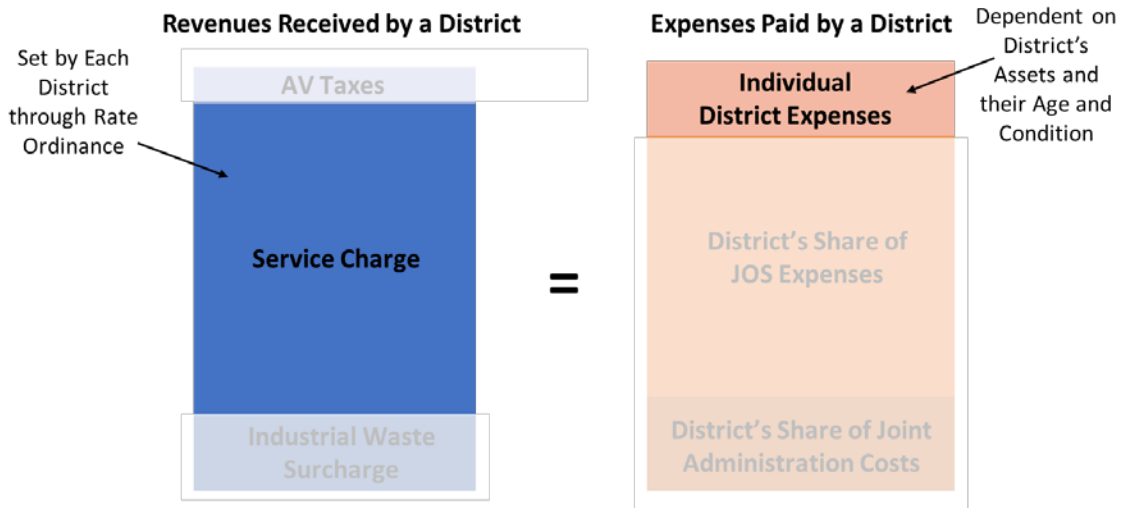 Revenues Received by a District
Set by Each
District
through Rate
Ordinance
AV Taxes
Service Charge
Industrial Waste
Surcharge
=
Expenses Paid by a District
Individual
District Expenses
District's Share of
JOS Expenses
District's Share of Joint
Administration Costs
Dependent on
District's
Assets and
their Age and
Condition